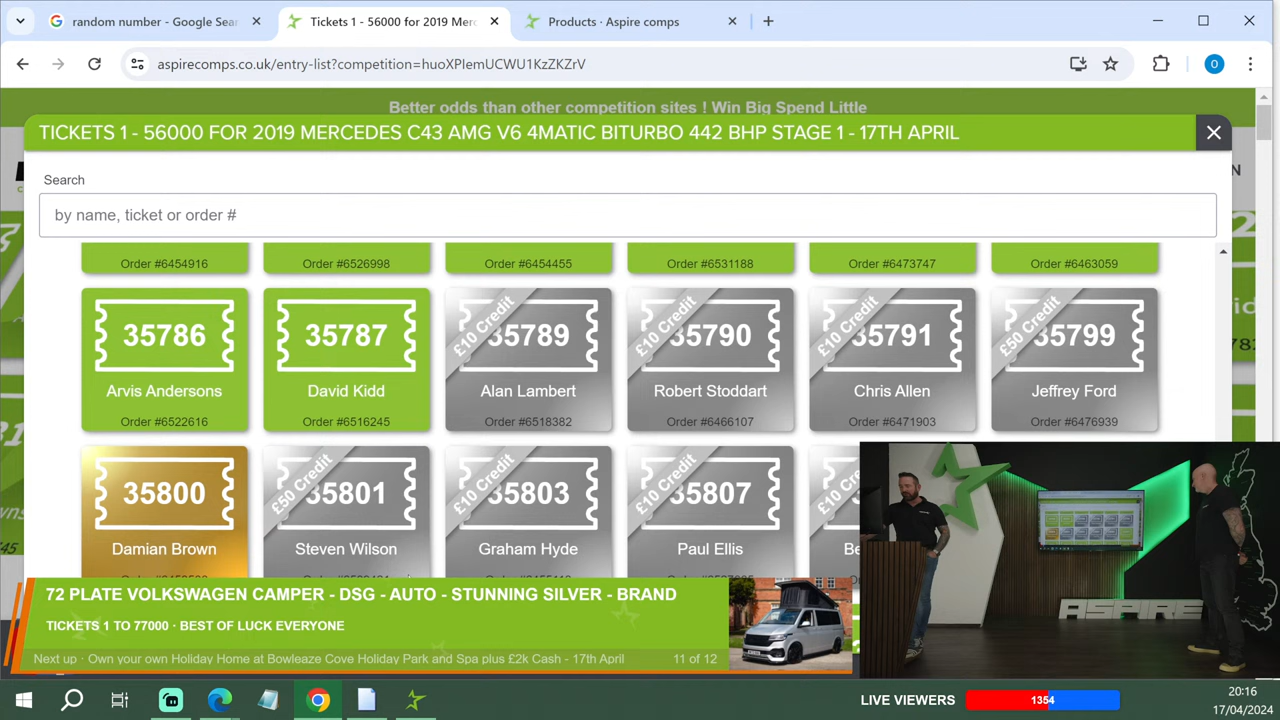 random number - Google Sear
Tickets 1 - 56000 for 2019 Merc
Products · Aspire comps
aspirecomps.co.uk/entry-list?competition=huoXPIemUCWU1KzZKZrV
0
Better odds than other competition sites ! Win Big Spend Little
TICKETS 1 - 56000 FOR 2019 MERCEDES C43 AMG V6 4MATIC BITURBO 442 BHP STAGE 1 - 17TH APRIL
Search
by name, ticket or order #
Order #6454916 Order #6526998 Order #6454455 Order #6531188 Order #6473747 Order #6463059
35786 35787 £10 Credit 35789 £10 Credit 35790 £10 Credit 35791 £50 Credit 35799
Arvis Andersons David Kidd Alan Lambert Robert Stoddart Chris Allen Jeffrey Ford
Order #6522616 Order #6516245 Order #6518382 Order #6466107 Order #6471903 Order #6476939
35800 £50 Credit 35801 £10 Credit 35803 £10 Credit 35807
Damian Brown Steven Wilson Graham Hyde Paul Ellis Be
72 PLATE VOLKSWAGEN CAMPER - DSG - AUTO - STUNNING SILVER - BRAND
TICKETS 1 TO 77000 · BEST OF LUCK EVERYONE
Next up · Own your own Holiday Home at Bowleaze Cove Holiday Park and Spa plus £2k Cash - 17th April 11 of 12
ASPIRE
LIVE VIEWERS 1354
20:16
17/04/2024